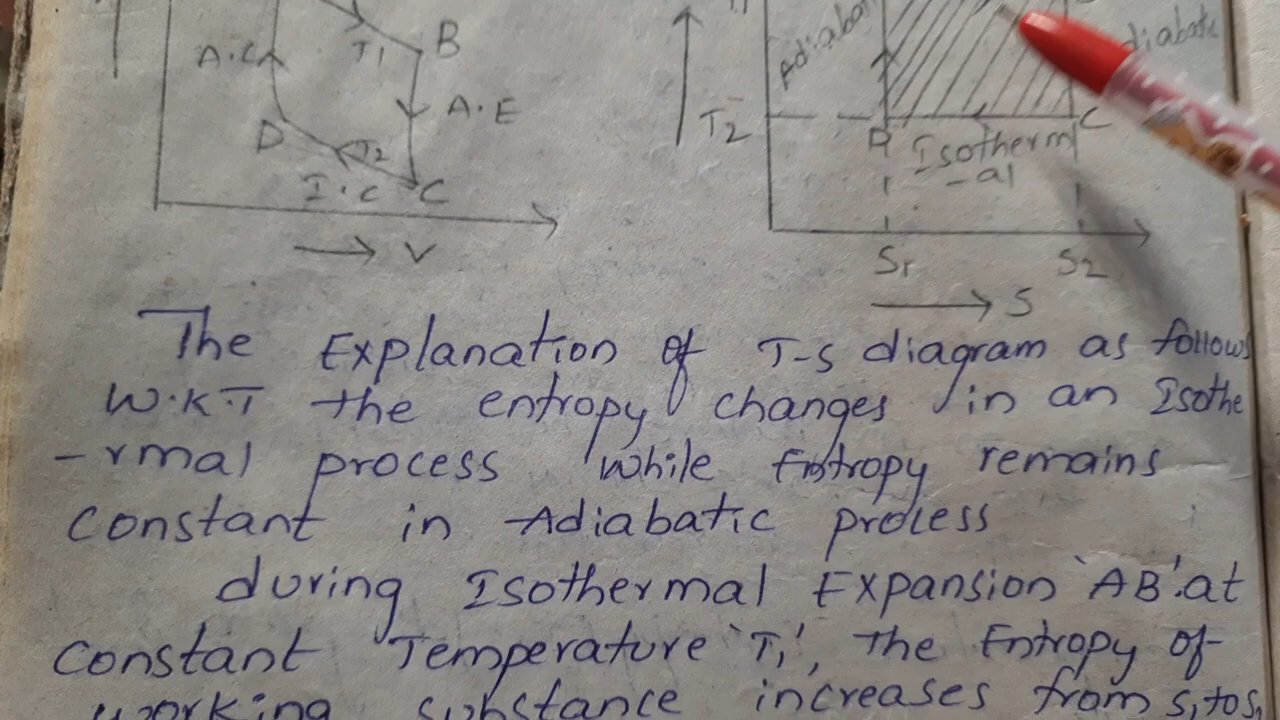 T1
B
A.C
A.E
D
T2
I.C
C
V
Adiabat
diabatic
T2
C
Isotherm
-al
S1
S2
S
The Explanation of T-S diagram as follows
W.K.T the entropy changes in an Isothe
-rmal process while Entropy remains
Constant in Adiabatic process
during Isothermal Expansion 'AB' at
constant Temperature 'T1', the Entropy of
working substance increases from S1 to S